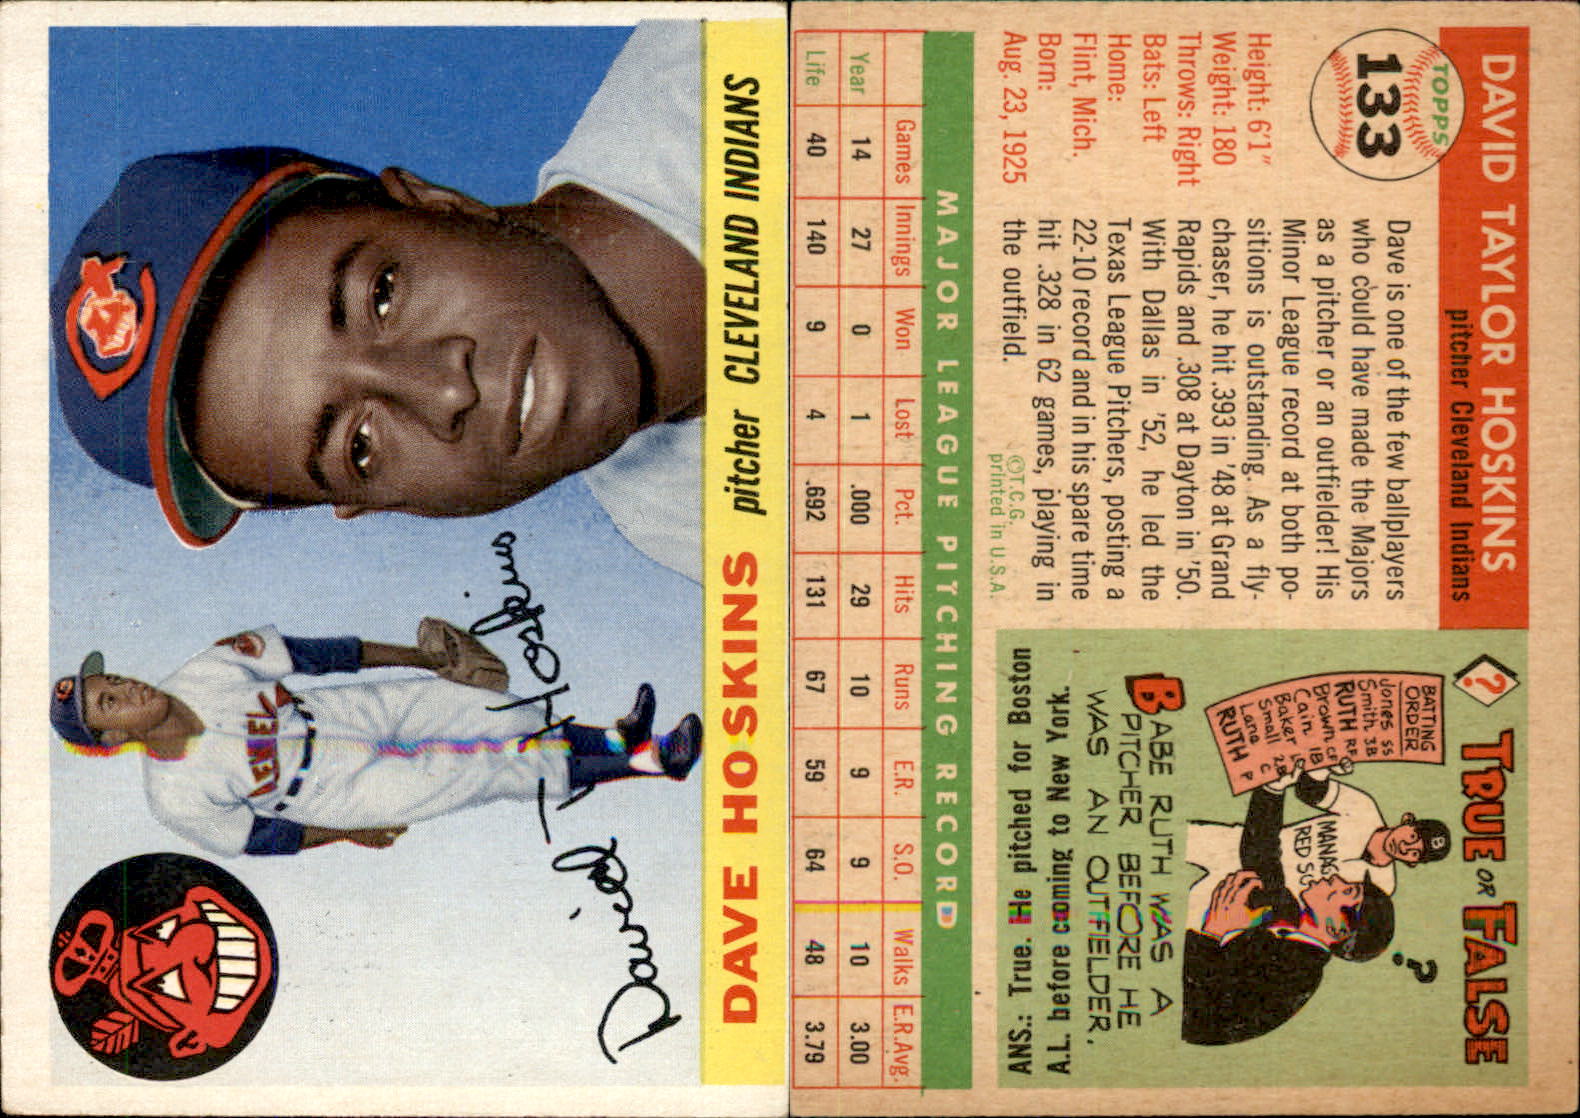 DAVE HOSKINS
pitcher CLEVELAND INDIANS
David T. Hoskins
TOPPS
133
DAVID TAYLOR HOSKINS
pitcher Cleveland Indians
Height: 6'1"
Weight: 180
Throws: Right
Bats: Left
Home:
Flint, Mich.
Born:
Aug. 23, 1925
Dave is one of the few ballplayers
who could have made the Majors
as a pitcher or an outfielder! His
Minor League record at both po-
sitions is outstanding. As a fly-
chaser, he hit .393 in '48 at Grand
Rapids and .308 at Dayton in '50.
With Dallas in '52, he led the
Texas League Pitchers, posting a
22-10 record and in his spare time
hit .328 in 62 games, playing in
the outfield.
©T.C.G.
printed in U.S.A.
? TRUE OR FALSE
BATTING
ORDER
Jones SS
Smith 3B
RUTH RF
Brown CF
Cain 1B
Baker
Small 2B
Lane C
RUTH P
B
RED
BABE RUTH WAS A
PITCHER BEFORE HE
WAS AN OUTFIELDER.
?
ANS.: True. He pitched for Boston
A.L. before coming to New York.
MAJOR LEAGUE PITCHING RECORD
Games Innings Won Lost Pct. Hits Runs E.R. S.O. Walks E.R.Avg.
Year 14 27 0 1 .000 29 10 9 9 10 3.00
Life 40 140 9 4 .692 131 67 59 64 48 3.79